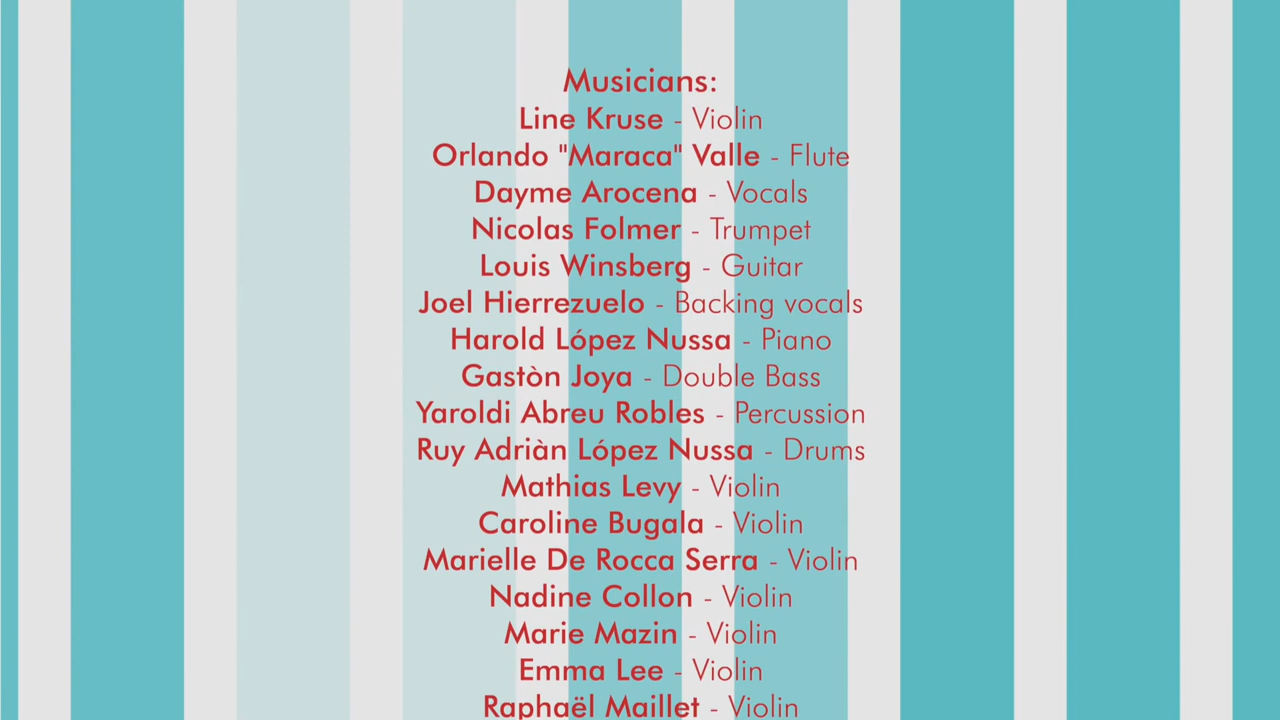 Musicians:
Line Kruse - Violin
Orlando "Maraca" Valle - Flute
Dayme Arocena - Vocals
Nicolas Folmer - Trumpet
Louis Winsberg - Guitar
Joel Hierrezuelo - Backing vocals
Harold López Nussa - Piano
Gastòn Joya - Double Bass
Yaroldi Abreu Robles - Percussion
Ruy Adriàn López Nussa - Drums
Mathias Levy - Violin
Caroline Bugala - Violin
Marielle De Rocca Serra - Violin
Nadine Collon - Violin
Marie Mazin - Violin
Emma Lee - Violin
Raphaël Maillet - Violin